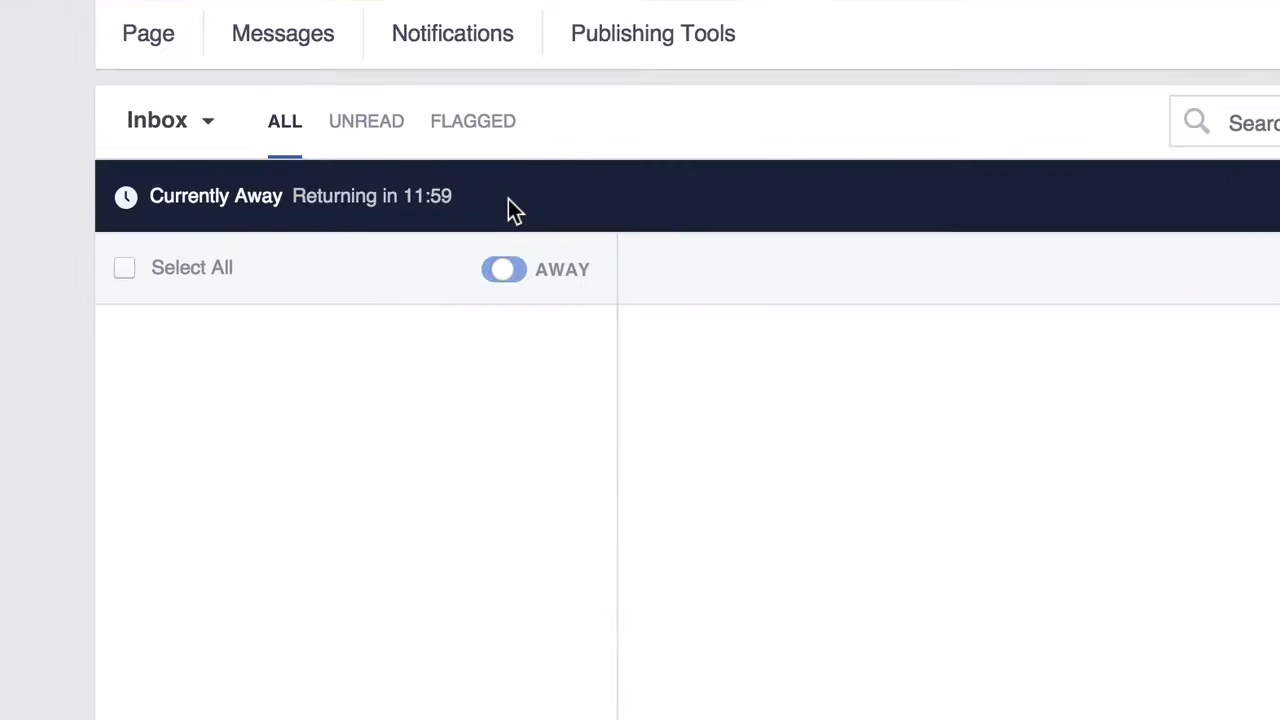 Page Messages Notifications Publishing Tools
Inbox ALL UNREAD FLAGGED
Currently Away Returning in 11:59
Select All AWAY